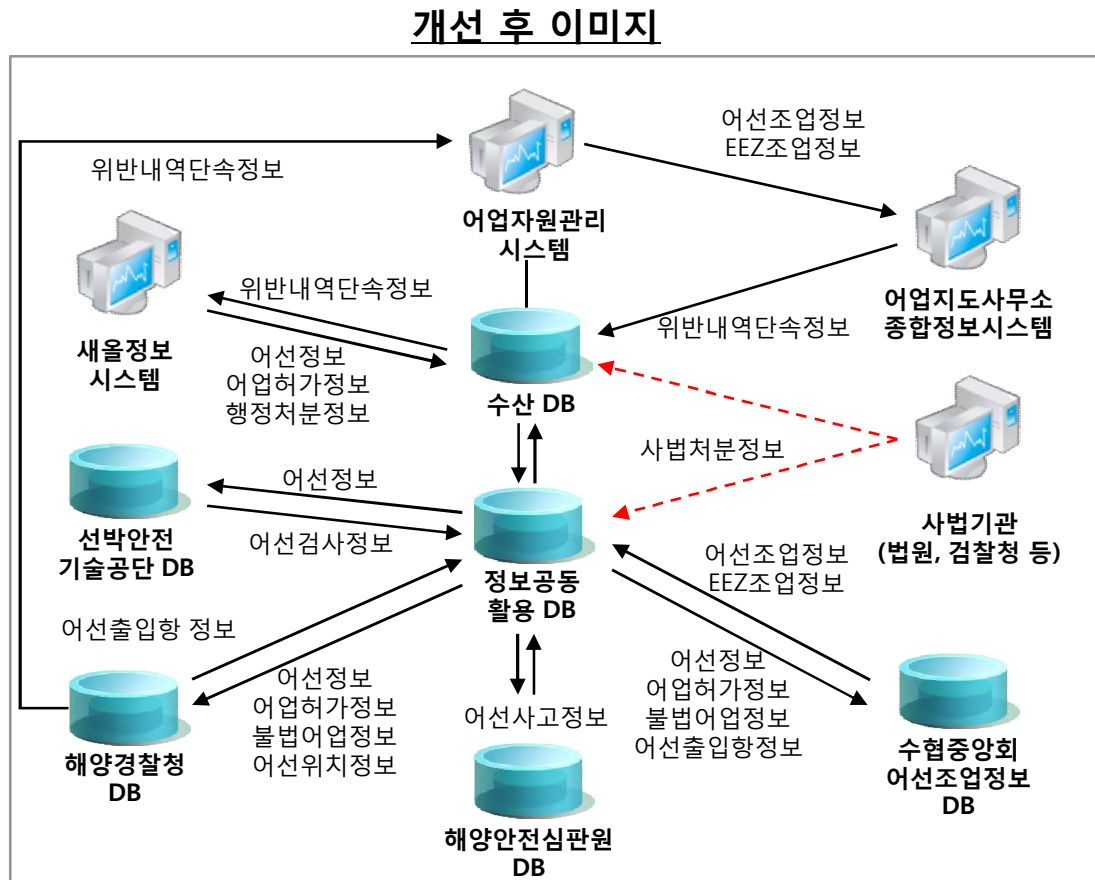 개선 후 이미지
어선조업정보
EEZ조업정보
위반내역단속정보
어업자원관리
시스템
위반내역단속정보
위반내역단속정보
어업지도사무소
종합정보시스템
새올정보
시스템
어선정보
어업허가정보
행정처분정보
수산 DB
사법처분정보
어선정보
선박안전
기술공단 DB
어선검사정보
사법기관
(법원, 검찰청 등)
정보공동
활용 DB
어선조업정보
EEZ조업정보
어선출입항 정보
어선정보
어업허가정보
불법어업정보
어선위치정보
어선사고정보
어선정보
어업허가정보
불법어업정보
어선출입항정보
해양경찰청
DB
수협중앙회
어선조업정보
DB
해양안전심판원
DB